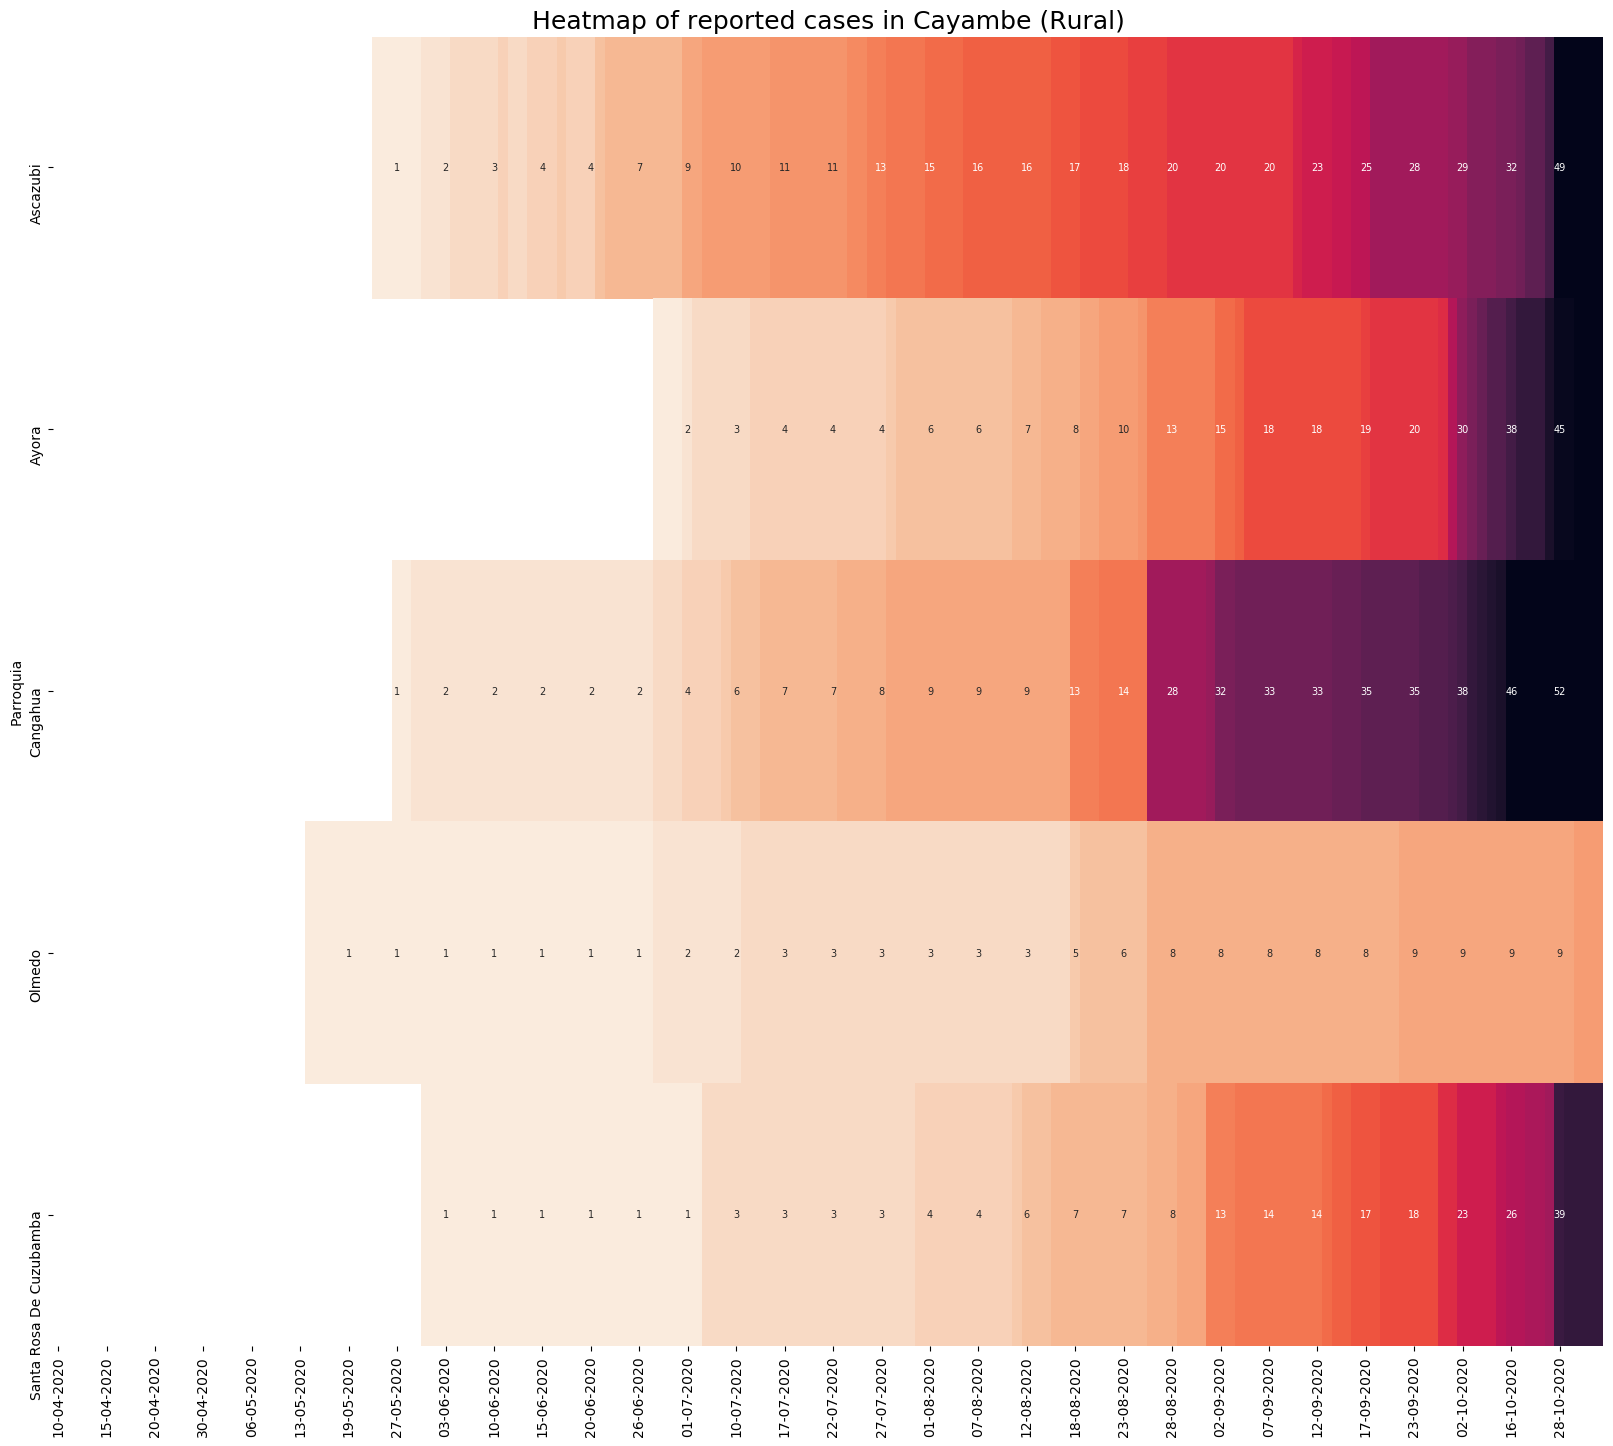 Heatmap of reported cases in Cayambe (Rural)
Parroquia
Ascazubi
1 2 3 4 4 7 9 10 11 11 13 15 16 16 17 18 20 20 20 23 25 28 29 32 49
Ayora
2 3 4 4 4 6 6 7 8 10 13 15 18 18 19 20 30 38 45
Cangahua
1 2 2 2 2 2 4 6 7 7 8 9 9 9 13 14 28 32 33 33 35 35 38 46 52
Olmedo
1 1 1 1 1 1 1 2 2 3 3 3 3 3 3 5 6 8 8 8 8 8 9 9 9 9
Santa Rosa De Cuzubamba
1 1 1 1 1 1 3 3 3 3 4 4 6 7 7 8 13 14 14 17 18 23 26 39
10-04-2020
15-04-2020
20-04-2020
30-04-2020
06-05-2020
13-05-2020
19-05-2020
27-05-2020
03-06-2020
10-06-2020
15-06-2020
20-06-2020
26-06-2020
01-07-2020
10-07-2020
17-07-2020
22-07-2020
27-07-2020
01-08-2020
07-08-2020
12-08-2020
18-08-2020
23-08-2020
28-08-2020
02-09-2020
07-09-2020
12-09-2020
17-09-2020
23-09-2020
02-10-2020
16-10-2020
28-10-2020